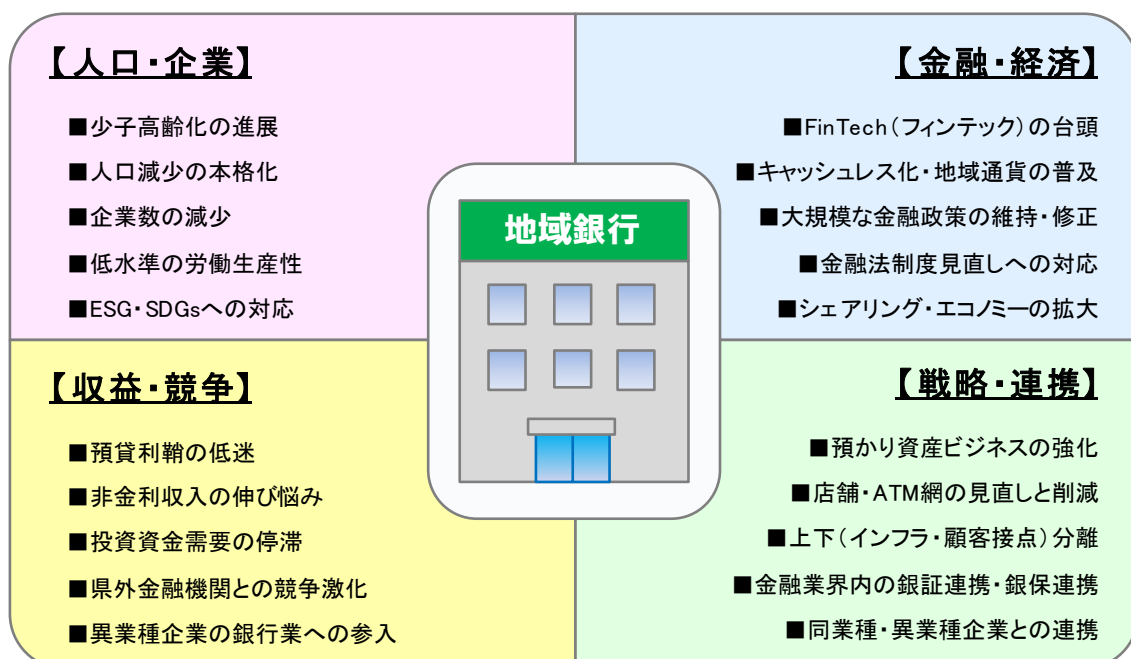 【人口・企業】
■少子高齢化の進展
■人口減少の本格化
■企業数の減少
■低水準の労働生産性
■ESG・SDGsへの対応
【金融・経済】
■FinTech（フィンテック）の台頭
■キャッシュレス化・地域通貨の普及
■大規模な金融政策の維持・修正
■金融法制度見直しへの対応
■シェアリング・エコノミーの拡大
地域銀行
【収益・競争】
■預貸利鞘の低迷
■非金利収入の伸び悩み
■投資資金需要の停滞
■県外金融機関との競争激化
■異業種企業の銀行業への参入
【戦略・連携】
■預かり資産ビジネスの強化
■店舗・ATM網の見直しと削減
■上下（インフラ・顧客接点）分離
■金融業界内の銀証連携・銀保連携
■同業種・異業種企業との連携